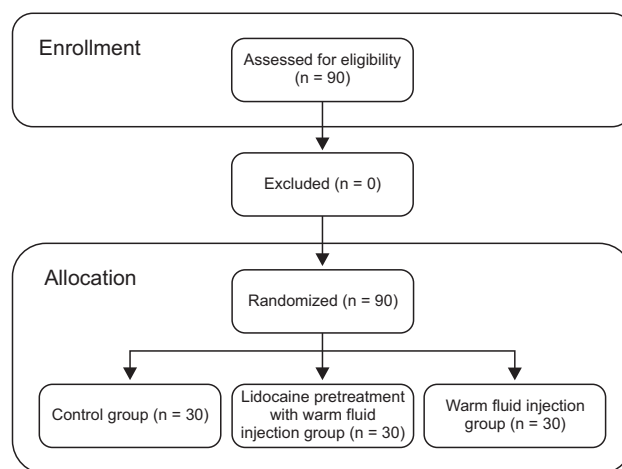 Enrollment
Assessed for eligibility
(n = 90)
Excluded (n = 0)
Allocation
Randomized (n = 90)
Control group (n = 30)
Lidocaine pretreatment
with warm fluid
injection group (n = 30)
Warm fluid injection
group (n = 30)